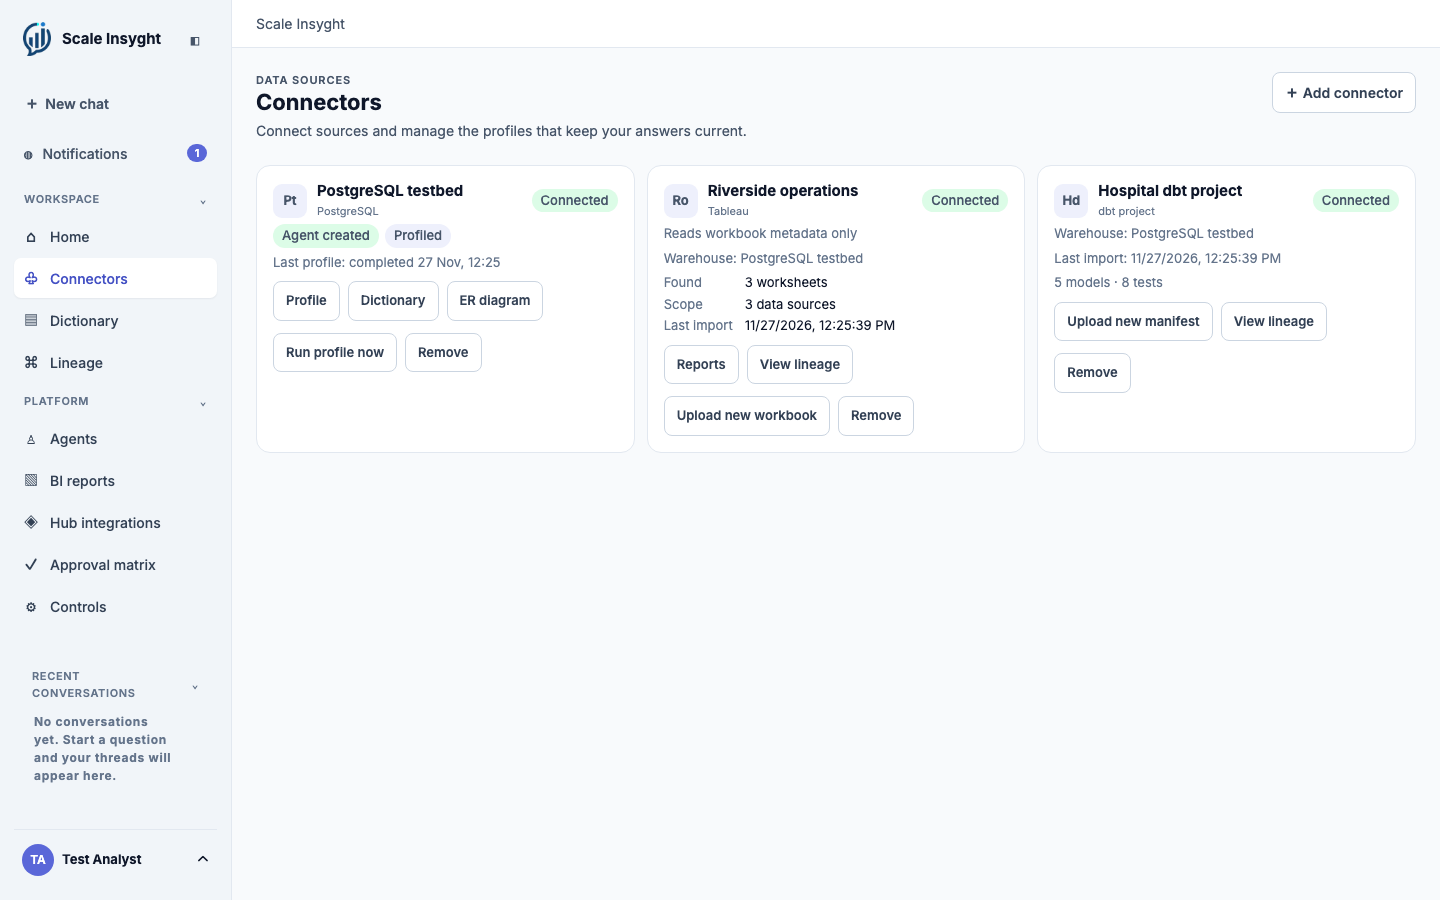 Scale Insyght
+ New chat
Notifications
1
WORKSPACE
Home
Connectors
Dictionary
Lineage
PLATFORM
Agents
BI reports
Hub integrations
Approval matrix
Controls
RECENT
CONVERSATIONS
No conversations
yet. Start a question
and your threads will
appear here.
TA
Test Analyst
Scale Insyght
DATA SOURCES
Connectors
Connect sources and manage the profiles that keep your answers current.
+ Add connector
Pt
PostgreSQL testbed
PostgreSQL
Connected
Agent created
Profiled
Last profile: completed 27 Nov, 12:25
Profile
Dictionary
ER diagram
Run profile now
Remove
Ro
Riverside operations
Tableau
Connected
Reads workbook metadata only
Warehouse: PostgreSQL testbed
Found 3 worksheets
Scope 3 data sources
Last import 11/27/2026, 12:25:39 PM
Reports
View lineage
Upload new workbook
Remove
Hd
Hospital dbt project
dbt project
Connected
Warehouse: PostgreSQL testbed
Last import: 11/27/2026, 12:25:39 PM
5 models · 8 tests
Upload new manifest
View lineage
Remove